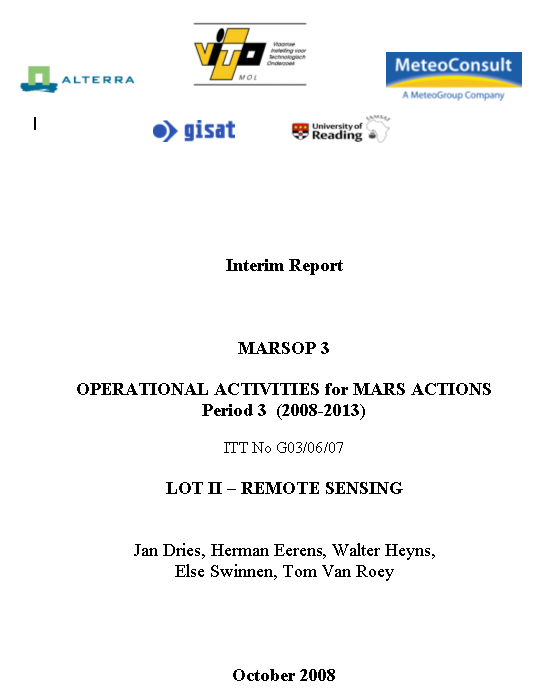 ALTERRA
vito
Vlaamse
Instelling voor
Technologisch
Onderzoek
MOL
MeteoConsult
A MeteoGroup Company
gisat
University of
Reading
TAMSAT
Interim Report
MARSOP 3
OPERATIONAL ACTIVITIES for MARS ACTIONS
Period 3 (2008-2013)
ITT No G03/06/07
LOT II – REMOTE SENSING
Jan Dries, Herman Eerens, Walter Heyns,
Else Swinnen, Tom Van Roey
October 2008